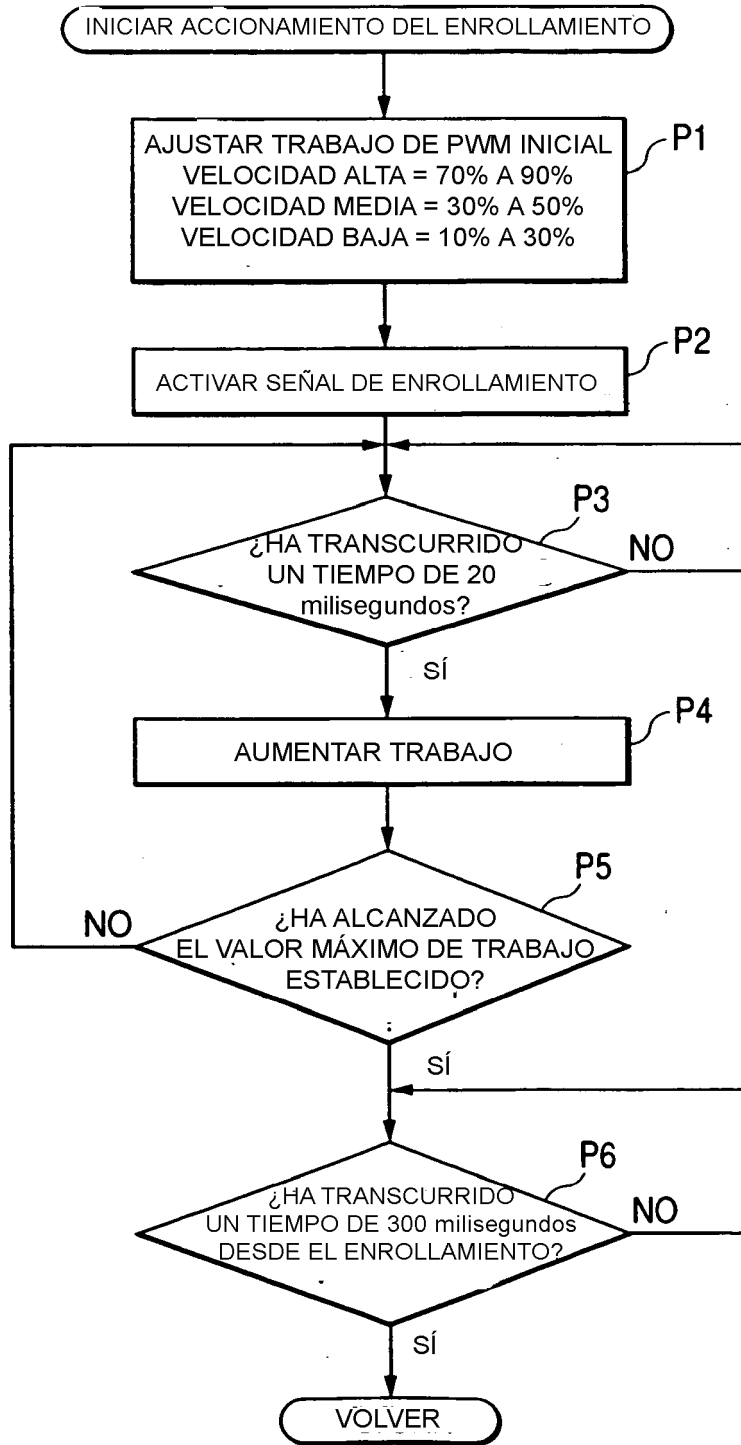 INICIAR ACCIONAMIENTO DEL ENROLLAMIENTO
P1
AJUSTAR TRABAJO DE PWM INICIAL
VELOCIDAD ALTA = 70% A 90%
VELOCIDAD MEDIA = 30% A 50%
VELOCIDAD BAJA = 10% A 30%
P2
ACTIVAR SEÑAL DE ENROLLAMIENTO
P3
¿HA TRANSCURRIDO
UN TIEMPO DE 20
milisegundos?
NO
SÍ
P4
AUMENTAR TRABAJO
P5
¿HA ALCANZADO
EL VALOR MÁXIMO DE TRABAJO
ESTABLECIDO?
NO
SÍ
P6
¿HA TRANSCURRIDO
UN TIEMPO DE 300 milisegundos
DESDE EL ENROLLAMIENTO?
NO
SÍ
VOLVER